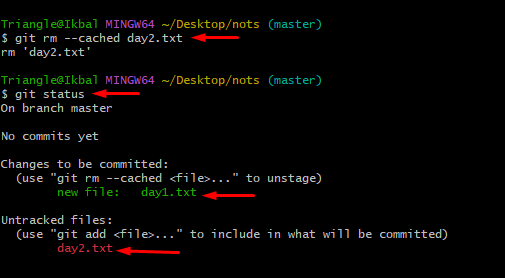 Triangle@Ikbal MINGW64 ~/Desktop/nots (master)
$ git rm --cached day2.txt
rm 'day2.txt'
Triangle@Ikbal MINGW64 ~/Desktop/nots (master)
$ git status
On branch master
No commits yet
Changes to be committed:
(use "git rm --cached <file>..." to unstage)
new file: day1.txt
Untracked files:
(use "git add <file>..." to include in what will be committed)
day2.txt